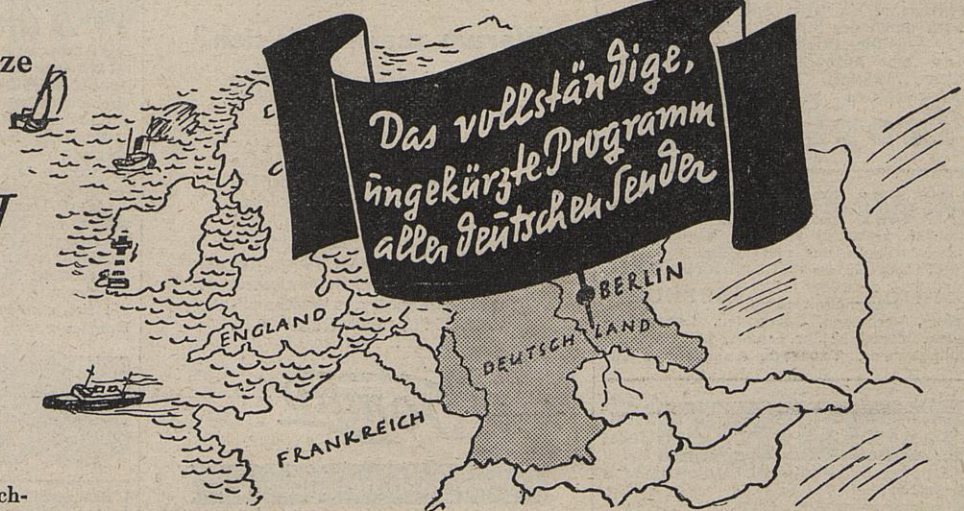 ze
Das vollständige,
ungekürzte Programm
aller deutschen Sender
BERLIN
ENGLAND
DEUTSCH LAND
FRANKREICH
ch-